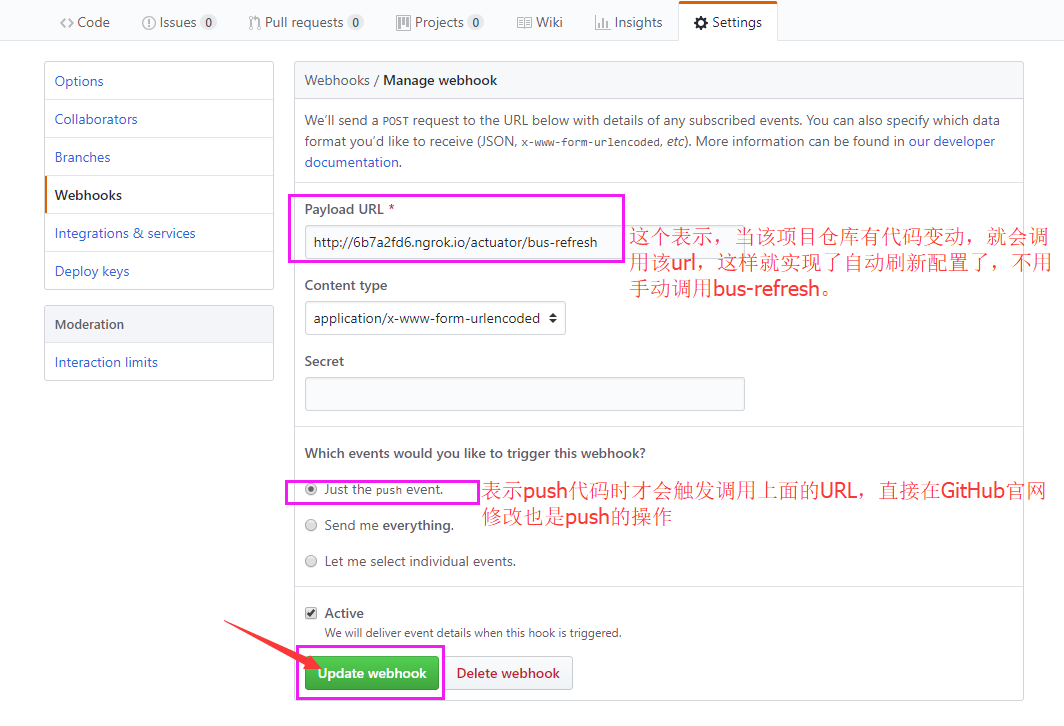 Code Issues 0 Pull requests 0 Projects 0 Wiki Insights Settings
Options
Collaborators
Branches
Webhooks
Integrations & services
Deploy keys
Moderation
Interaction limits
Webhooks / Manage webhook
We’ll send a POST request to the URL below with details of any subscribed events. You can also specify which data
format you’d like to receive (JSON, x-www-form-urlencoded, etc). More information can be found in our developer
documentation.
Payload URL *
http://6b7a2fd6.ngrok.io/actuator/bus-refresh
这个表示，当该项目仓库有代码变动，就会调
用该url，这样就实现了自动刷新配置了，不用
手动调用bus-refresh。
Content type
application/x-www-form-urlencoded
Secret
Which events would you like to trigger this webhook?
Just the push event.
表示push代码时才会触发调用上面的URL，直接在GitHub官网
修改也是push的操作
Send me everything.
Let me select individual events.
Active
We will deliver event details when this hook is triggered.
Update webhook Delete webhook